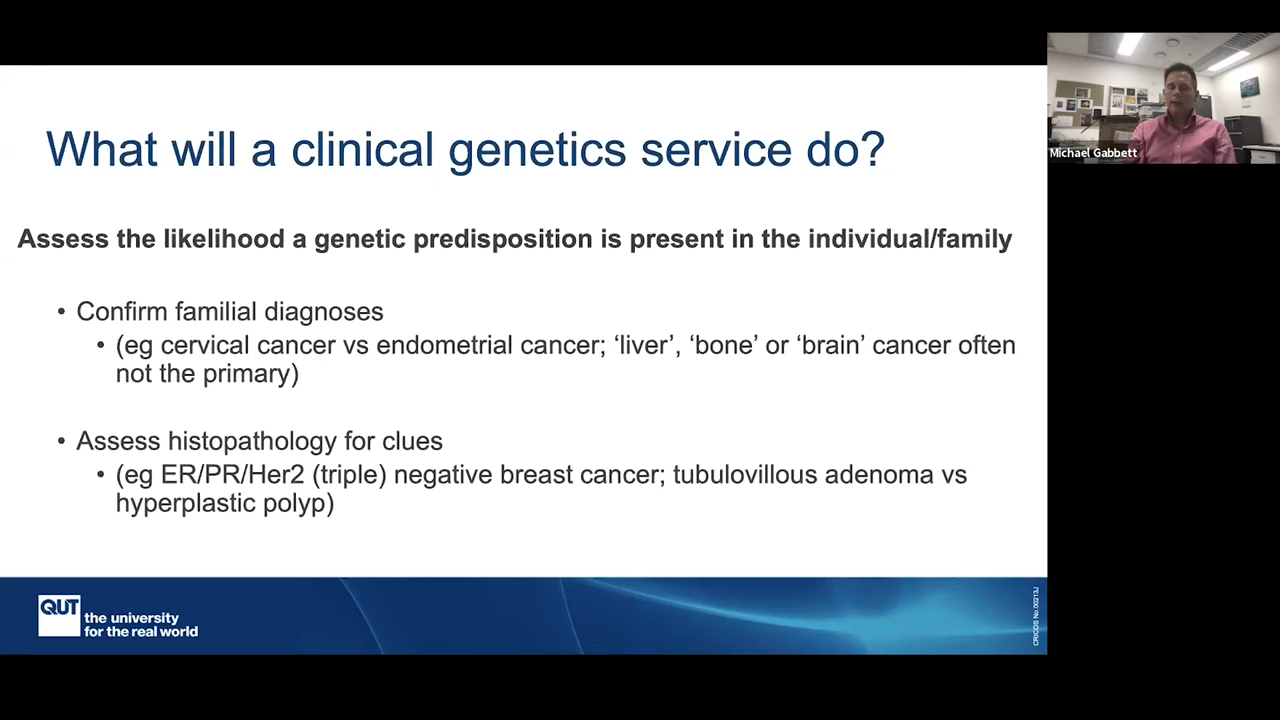 What will a clinical genetics service do?
Assess the likelihood a genetic predisposition is present in the individual/family
• Confirm familial diagnoses
• (eg cervical cancer vs endometrial cancer; ‘liver’, ‘bone’ or ‘brain’ cancer often
not the primary)
• Assess histopathology for clues
• (eg ER/PR/Her2 (triple) negative breast cancer; tubulovillous adenoma vs
hyperplastic polyp)
QUT
the university
for the real world
CRICOS No.00213J
Michael Gabbett